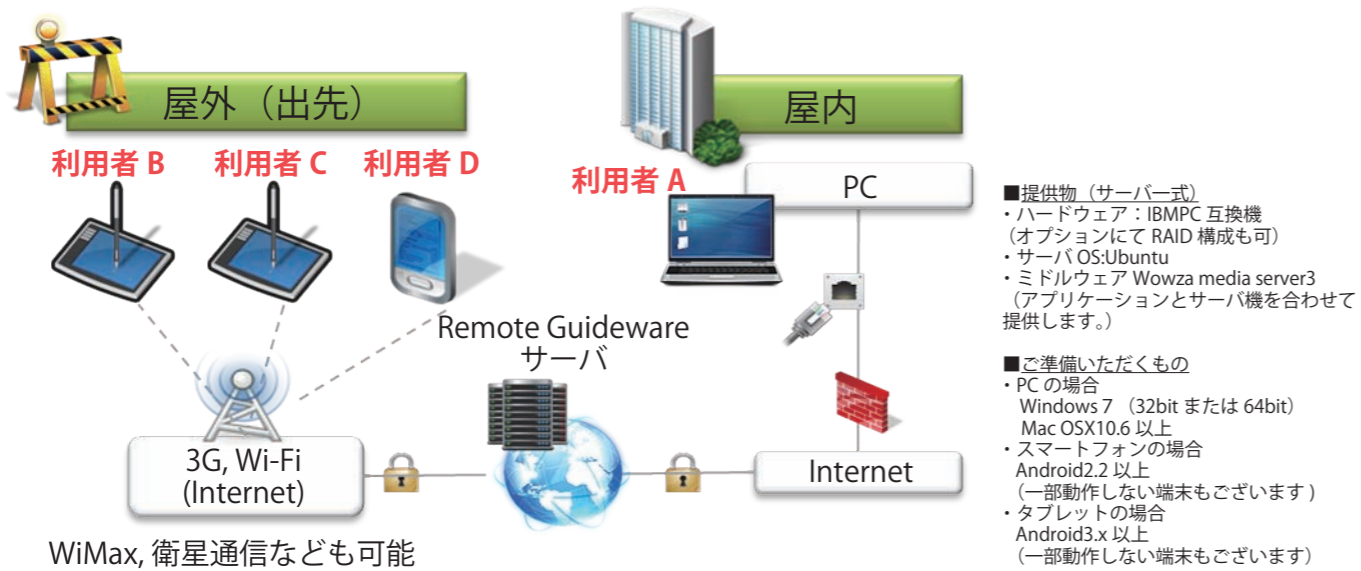 屋外（出先）
屋内
利用者 B
利用者 C
利用者 D
利用者 A
PC
Remote Guideware
サーバ
3G, Wi-Fi
(Internet)
Internet
WiMax, 衛星通信なども可能
■提供物（サーバ一式）
・ハードウェア：IBMPC 互換機
（オプションにて RAID 構成も可）
・サーバ OS:Ubuntu
・ミドルウェア Wowza media server3
（アプリケーションとサーバ機を合わせて
提供します。）
■ご準備いただくもの
・PC の場合
Windows 7 （32bit または 64bit）
Mac OSX10.6 以上
・スマートフォンの場合
Android2.2 以上
（一部動作しない端末もございます )
・タブレットの場合
Android3.x 以上
（一部動作しない端末もございます）